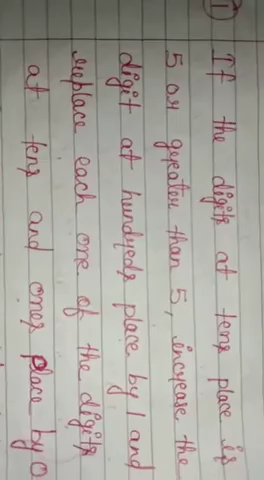 1
If the digits at tens place is
5 or greater than 5, increase the
digit at hundreds place by 1 and
replace each one of the digits
at tens and ones place by 0